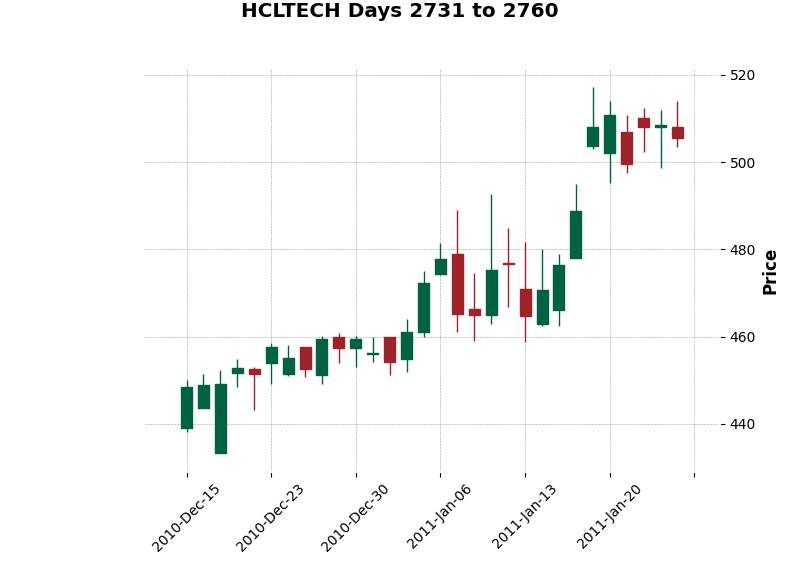 HCLTECH Days 2731 to 2760
520
500
480
460
440
Price
2010-Dec-15
2010-Dec-23
2010-Dec-30
2011-Jan-06
2011-Jan-13
2011-Jan-20